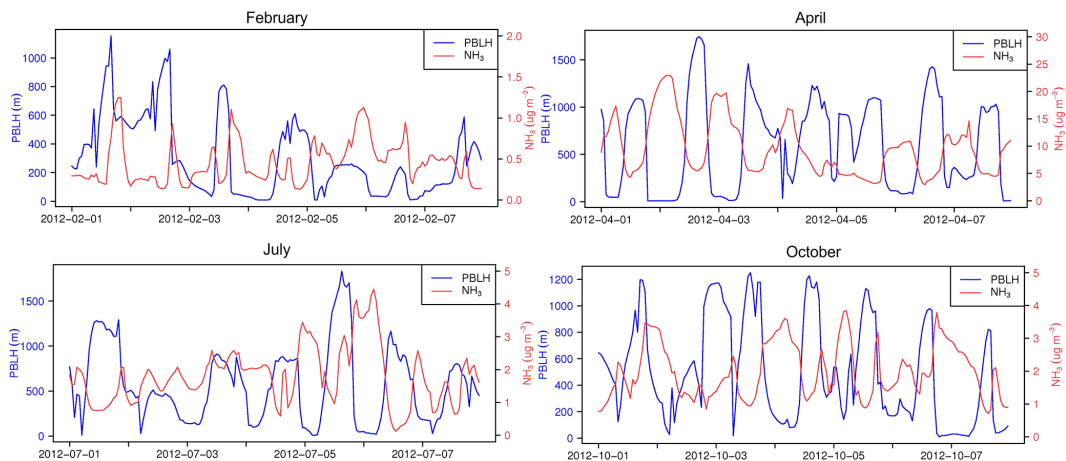 February
PBLH (m)
0 200 400 600 800 1000
PBLH
NH₃
0.0 0.5 1.0 1.5 2.0
NH₃ (ug m⁻³)
2012−02−01 2012−02−03 2012−02−05 2012−02−07
April
PBLH (m)
0 500 1000 1500
PBLH
NH₃
0 5 10 15 20 25 30
NH₃ (ug m⁻³)
2012−04−01 2012−04−03 2012−04−05 2012−04−07
July
PBLH (m)
0 500 1000 1500
PBLH
NH₃
0 1 2 3 4 5
NH₃ (ug m⁻³)
2012−07−01 2012−07−03 2012−07−05 2012−07−07
October
PBLH (m)
0 200 400 600 800 1000 1200
PBLH
NH₃
0 1 2 3 4 5
NH₃ (ug m⁻³)
2012−10−01 2012−10−03 2012−10−05 2012−10−07